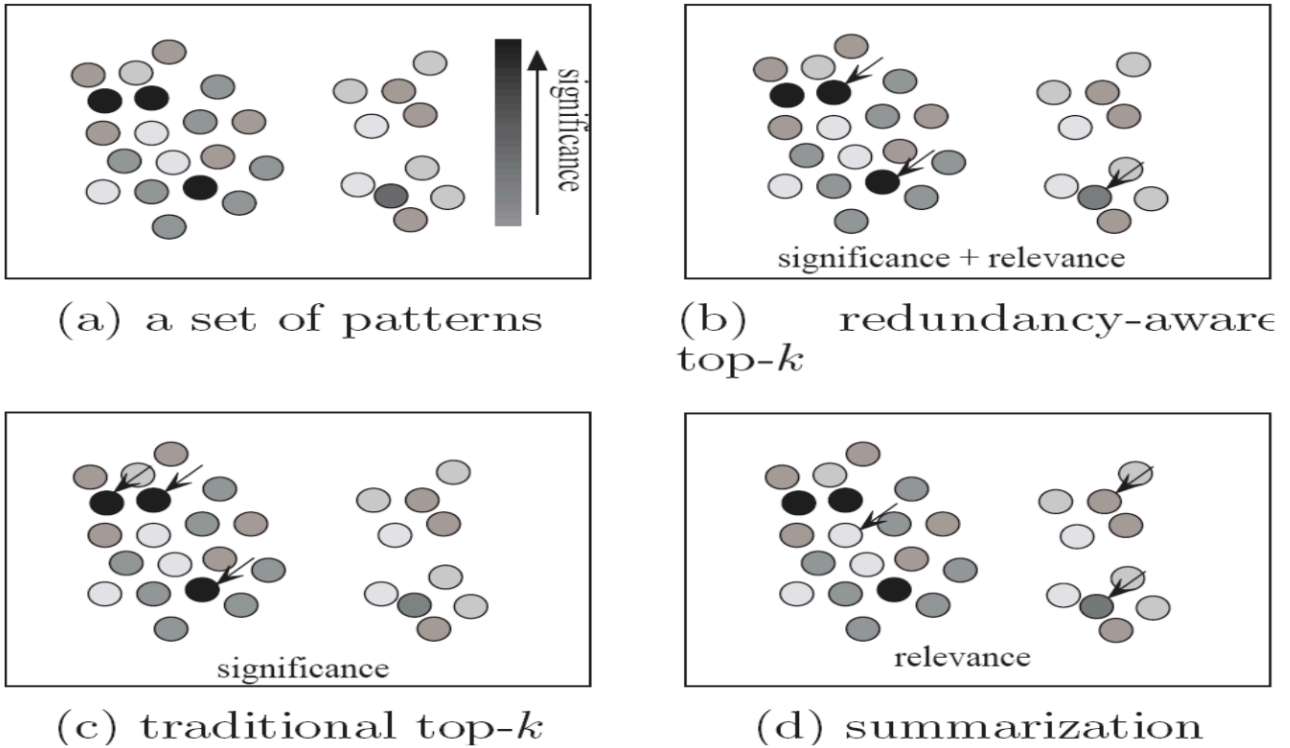 significance
(a) a set of patterns
significance + relevance
(b) redundancy-aware
top-k
significance
(c) traditional top-k
relevance
(d) summarization